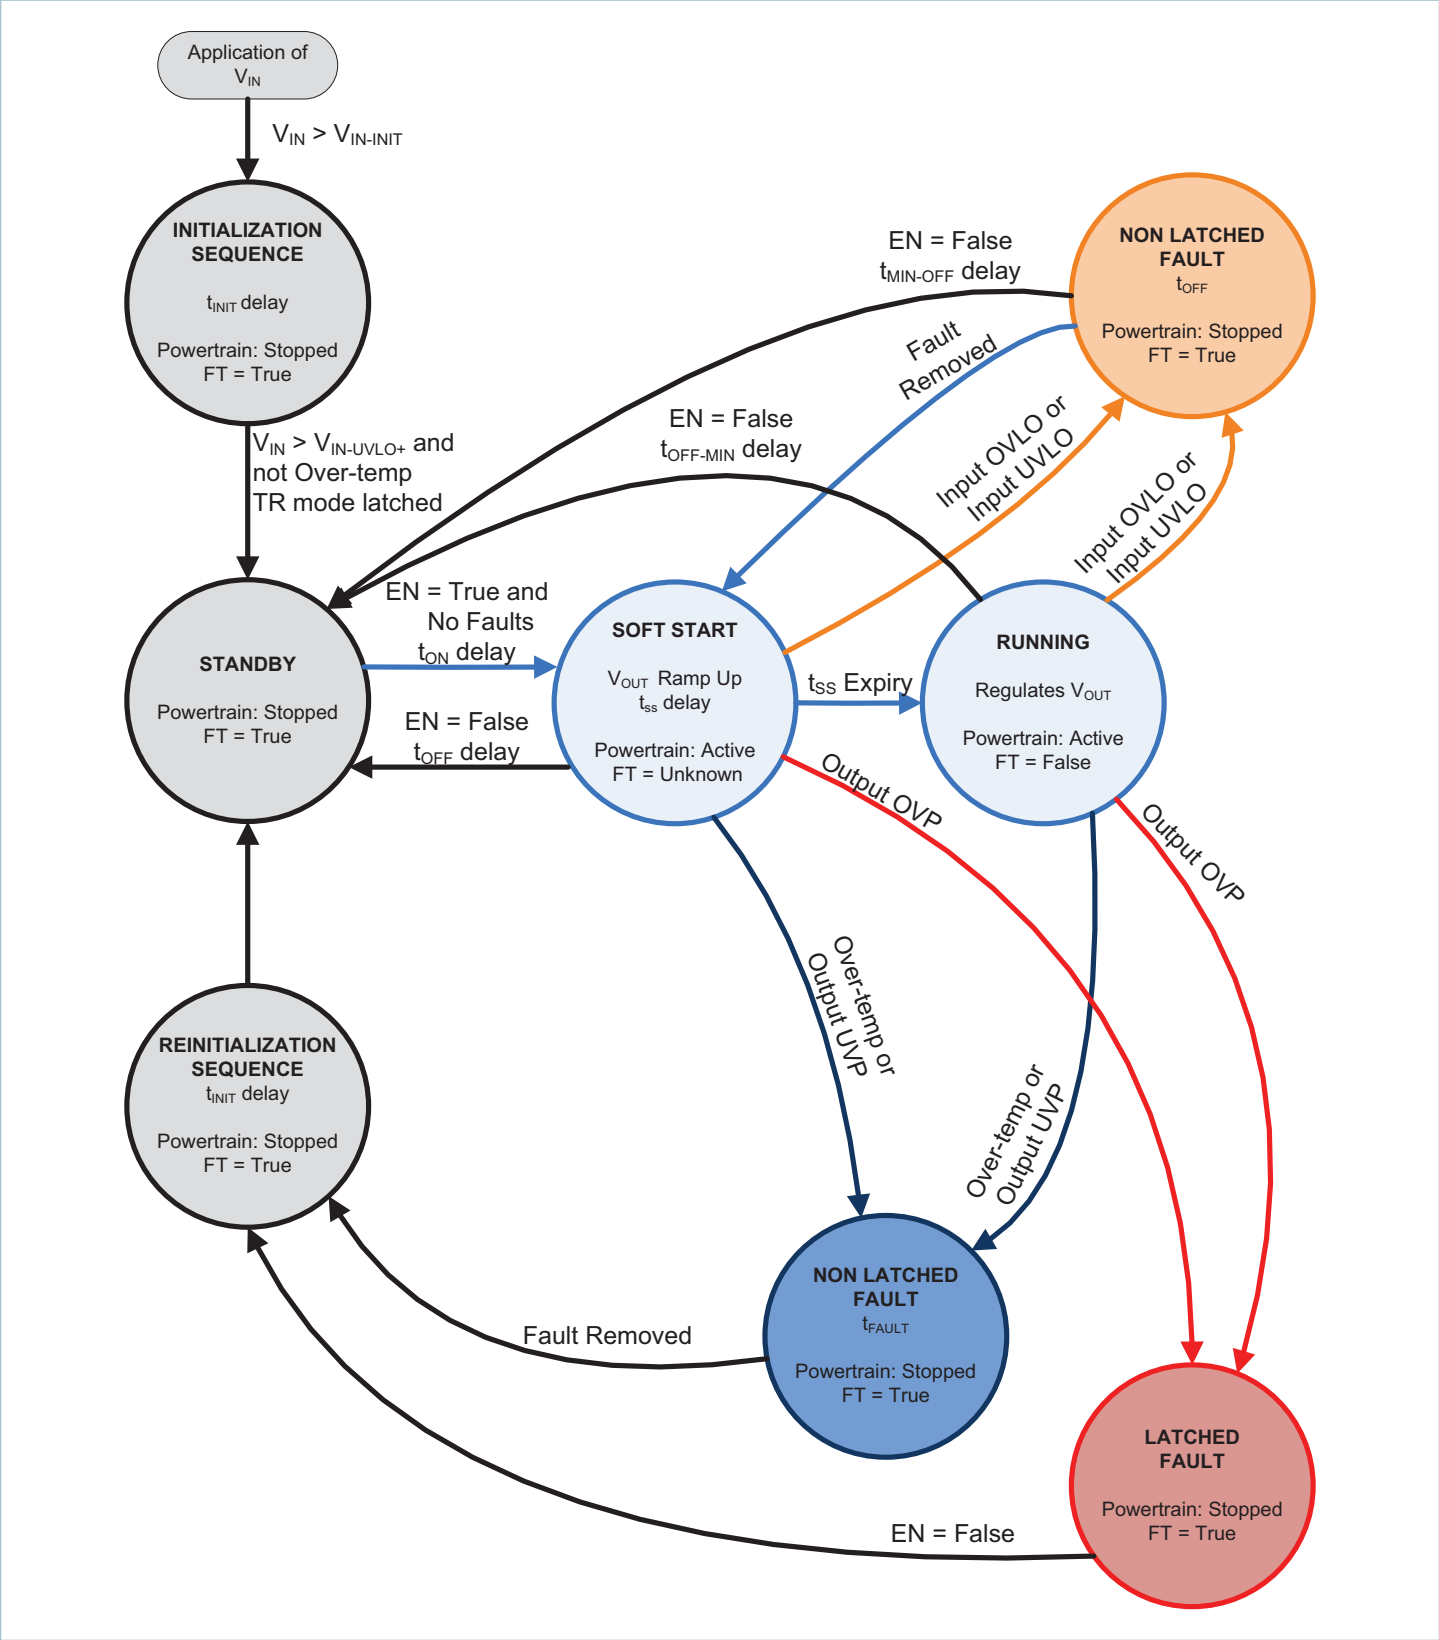 Application of
VIN
VIN > VIN-INIT
INITIALIZATION
SEQUENCE
tINIT delay
Powertrain: Stopped
FT = True
VIN > VIN-UVLO+ and
not Over-temp
TR mode latched
NON LATCHED
FAULT
tOFF
Powertrain: Stopped
FT = True
EN = False
tMIN-OFF delay
Fault
Removed
EN = False
tOFF-MIN delay
Input OVLO or
Input UVLO
Input OVLO or
Input UVLO
STANDBY
Powertrain: Stopped
FT = True
EN = True and
No Faults
tON delay
EN = False
tOFF delay
SOFT START
VOUT Ramp Up
tss delay
Powertrain: Active
FT = Unknown
tSS Expiry
RUNNING
Regulates VOUT
Powertrain: Active
FT = False
Output OVP
Output OVP
Over-temp or
Output UVP
Over-temp or
Output UVP
REINITIALIZATION
SEQUENCE
tINIT delay
Powertrain: Stopped
FT = True
Fault Removed
NON LATCHED
FAULT
tFAULT
Powertrain: Stopped
FT = True
EN = False
LATCHED
FAULT
Powertrain: Stopped
FT = True